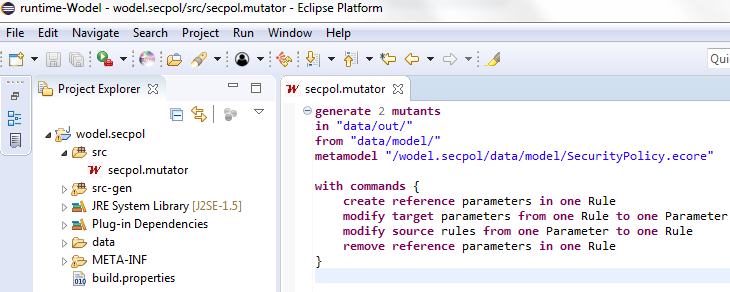 runtime-Wodel - wodel.secpol/src/secpol.mutator - Eclipse Platform
File Edit Navigate Search Project Run Window Help
Qui
Project Explorer
wodel.secpol
src
secpol.mutator
src-gen
JRE System Library [J2SE-1.5]
Plug-in Dependencies
data
META-INF
build.properties
secpol.mutator
generate 2 mutants
in "data/out/"
from "data/model/"
metamodel "/wodel.secpol/data/model/SecurityPolicy.ecore"
with commands {
create reference parameters in one Rule
modify target parameters from one Rule to one Parameter
modify source rules from one Parameter to one Rule
remove reference parameters in one Rule
}